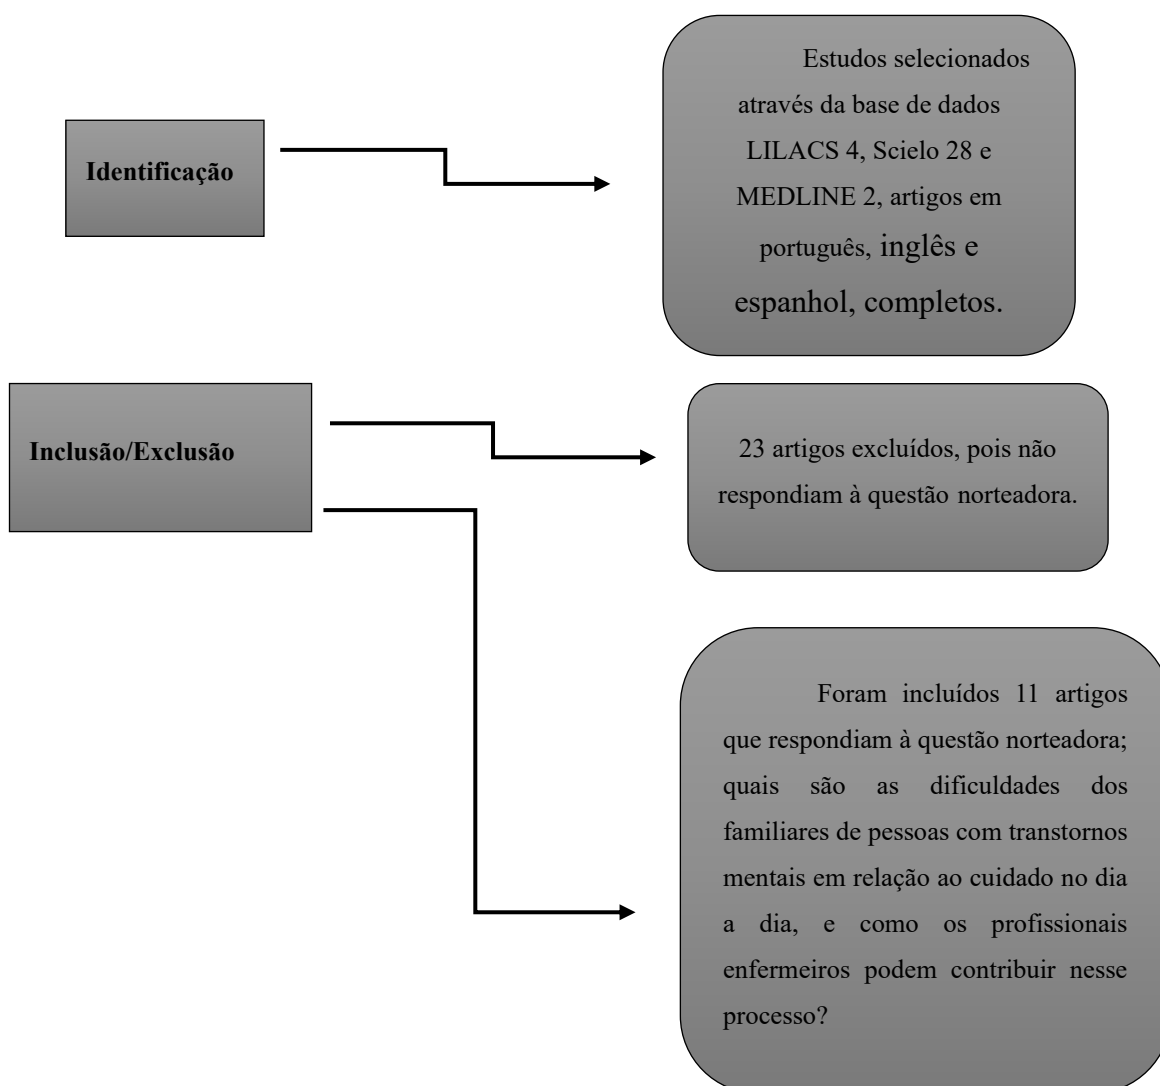 Identificação
Estudos selecionados
através da base de dados
LILACS 4, Scielo 28 e
MEDLINE 2, artigos em
português, inglês e
espanhol, completos.
Inclusão/Exclusão
23 artigos excluídos, pois não
respondiam à questão norteadora.
Foram incluídos 11 artigos
que respondiam à questão norteadora;
quais são as dificuldades dos
familiares de pessoas com transtornos
mentais em relação ao cuidado no dia
a dia, e como os profissionais
enfermeiros podem contribuir nesse
processo?